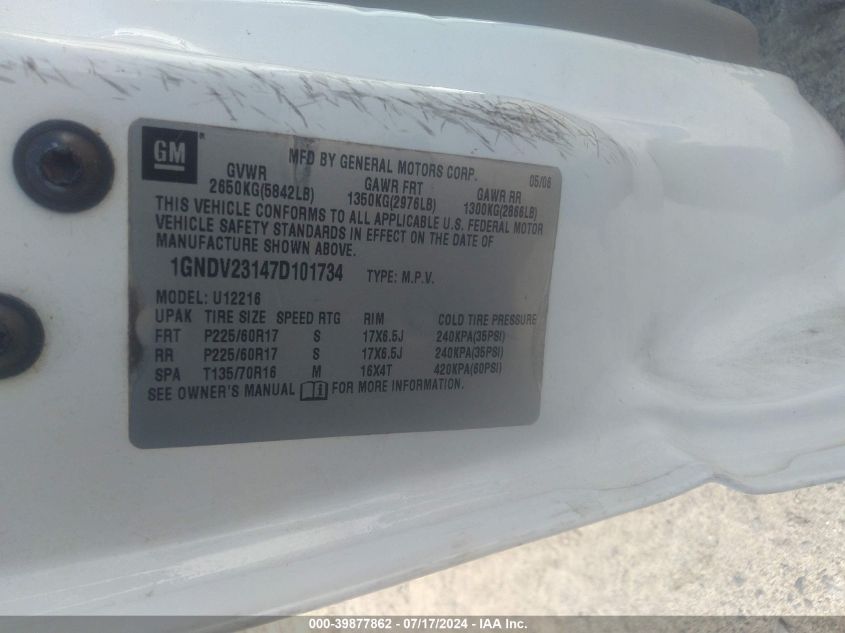 GM
MFD BY GENERAL MOTORS CORP. 05/06
GVWR GAWR FRT GAWR RR
2650KG(5842LB) 1350KG(2976LB) 1300KG(2866LB)
THIS VEHICLE CONFORMS TO ALL APPLICABLE U.S. FEDERAL MOTOR
VEHICLE SAFETY STANDARDS IN EFFECT ON THE DATE OF
MANUFACTURE SHOWN ABOVE.
1GNDV23147D101734 TYPE: M.P.V.
MODEL: U12216
UPAK TIRE SIZE SPEED RTG RIM COLD TIRE PRESSURE
FRT P225/60R17 S 17X6.5J 240KPA(35PSI)
RR P225/60R17 S 17X6.5J 240KPA(35PSI)
SPA T135/70R16 M 16X4T 420KPA(60PSI)
SEE OWNER'S MANUAL FOR MORE INFORMATION.
000-39877862 - 07/17/2024 - IAA Inc.